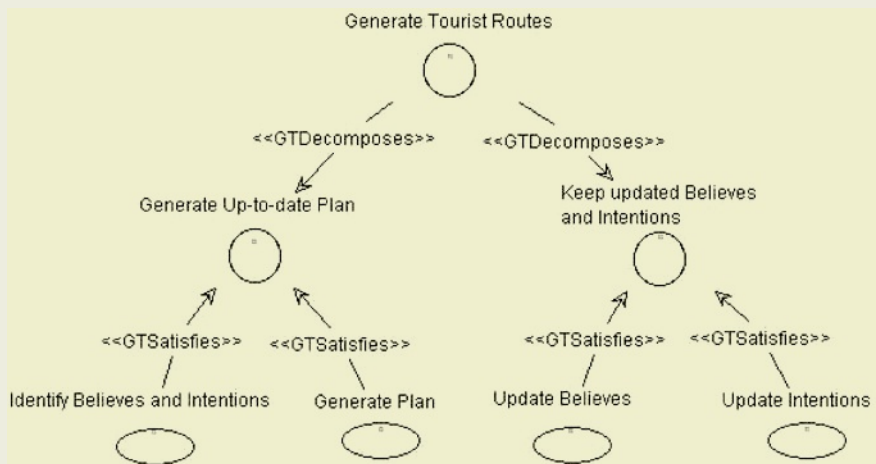 Generate Tourist Routes
<<GTDecomposes>>
<<GTDecomposes>>
Generate Up-to-date Plan
Keep updated Believes
and Intentions
<<GTSatisfies>>
<<GTSatisfies>>
<<GTSatisfies>>
<<GTSatisfies>>
Identify Believes and Intentions
Generate Plan
Update Believes
Update Intentions